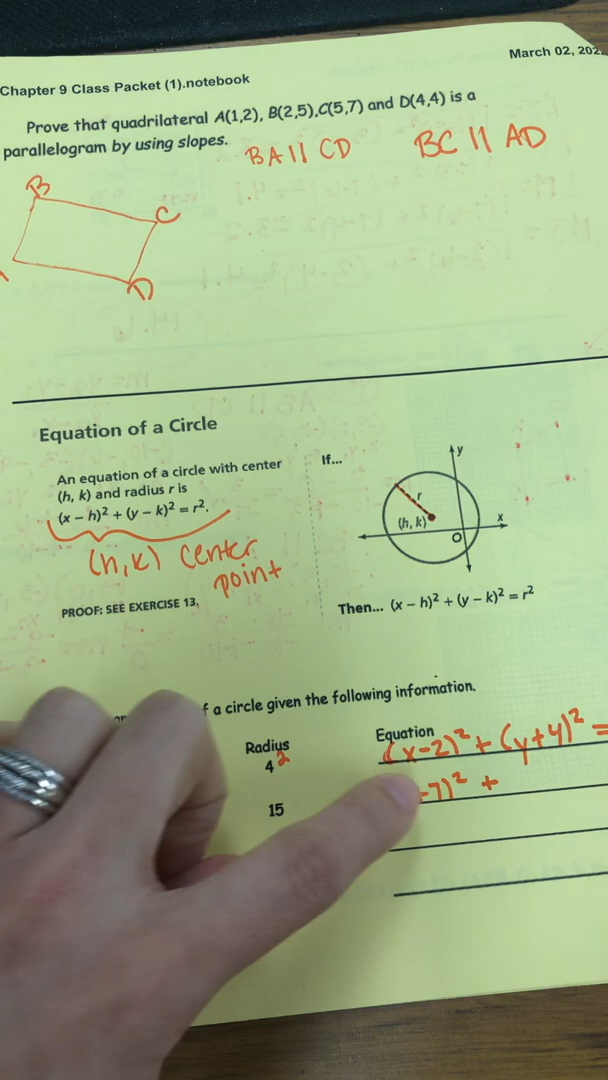 March 02, 202
Chapter 9 Class Packet (1).notebook
Prove that quadrilateral A(1,2), B(2,5),C(5,7) and D(4,4) is a
parallelogram by using slopes.
BA || CD BC || AD
B
C
D
Equation of a Circle
An equation of a circle with center
(h, k) and radius r is
(x – h)² + (y – k)² = r².
(h,k) center
point
PROOF: SEE EXERCISE 13.
If...
y
r
(h, k)
x
O
Then... (x – h)² + (y – k)² = r²
f a circle given the following information.
Radius Equation
4² (x-2)² + (y+4)² =
15 -7)² +